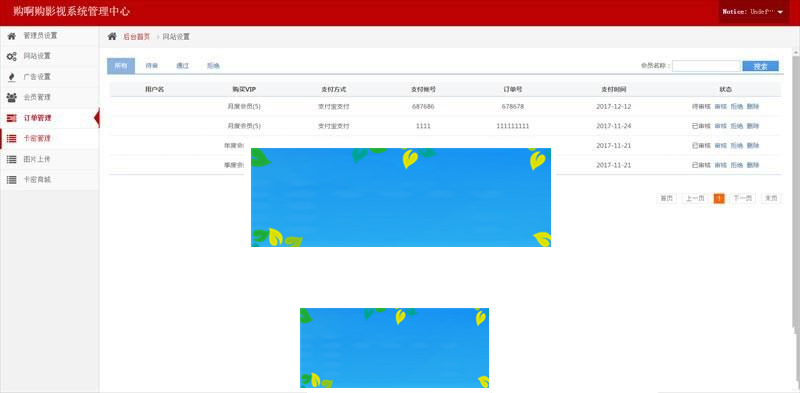 购啊购影视系统管理中心
Notice: Undef…
管理员设置
网站设置
广告设置
会员管理
订单管理
卡密管理
图片上传
卡密商城
后台首页 > 网站设置
所有 待审 通过 拒绝 会员名称： 搜索
用户名 购买VIP 支付方式 支付账号 订单号 支付时间 状态
月度会员(5) 支付宝支付 687686 678678 2017-12-12 待审核 审核 拒绝 删除
月度会员(5) 支付宝支付 1111 111111111 2017-11-24 已审核 审核 拒绝 删除
年度会 2017-11-21 已审核 审核 拒绝 删除
季度会 2017-11-21 已审核 审核 拒绝 删除
首页 上一页 1 下一页 末页